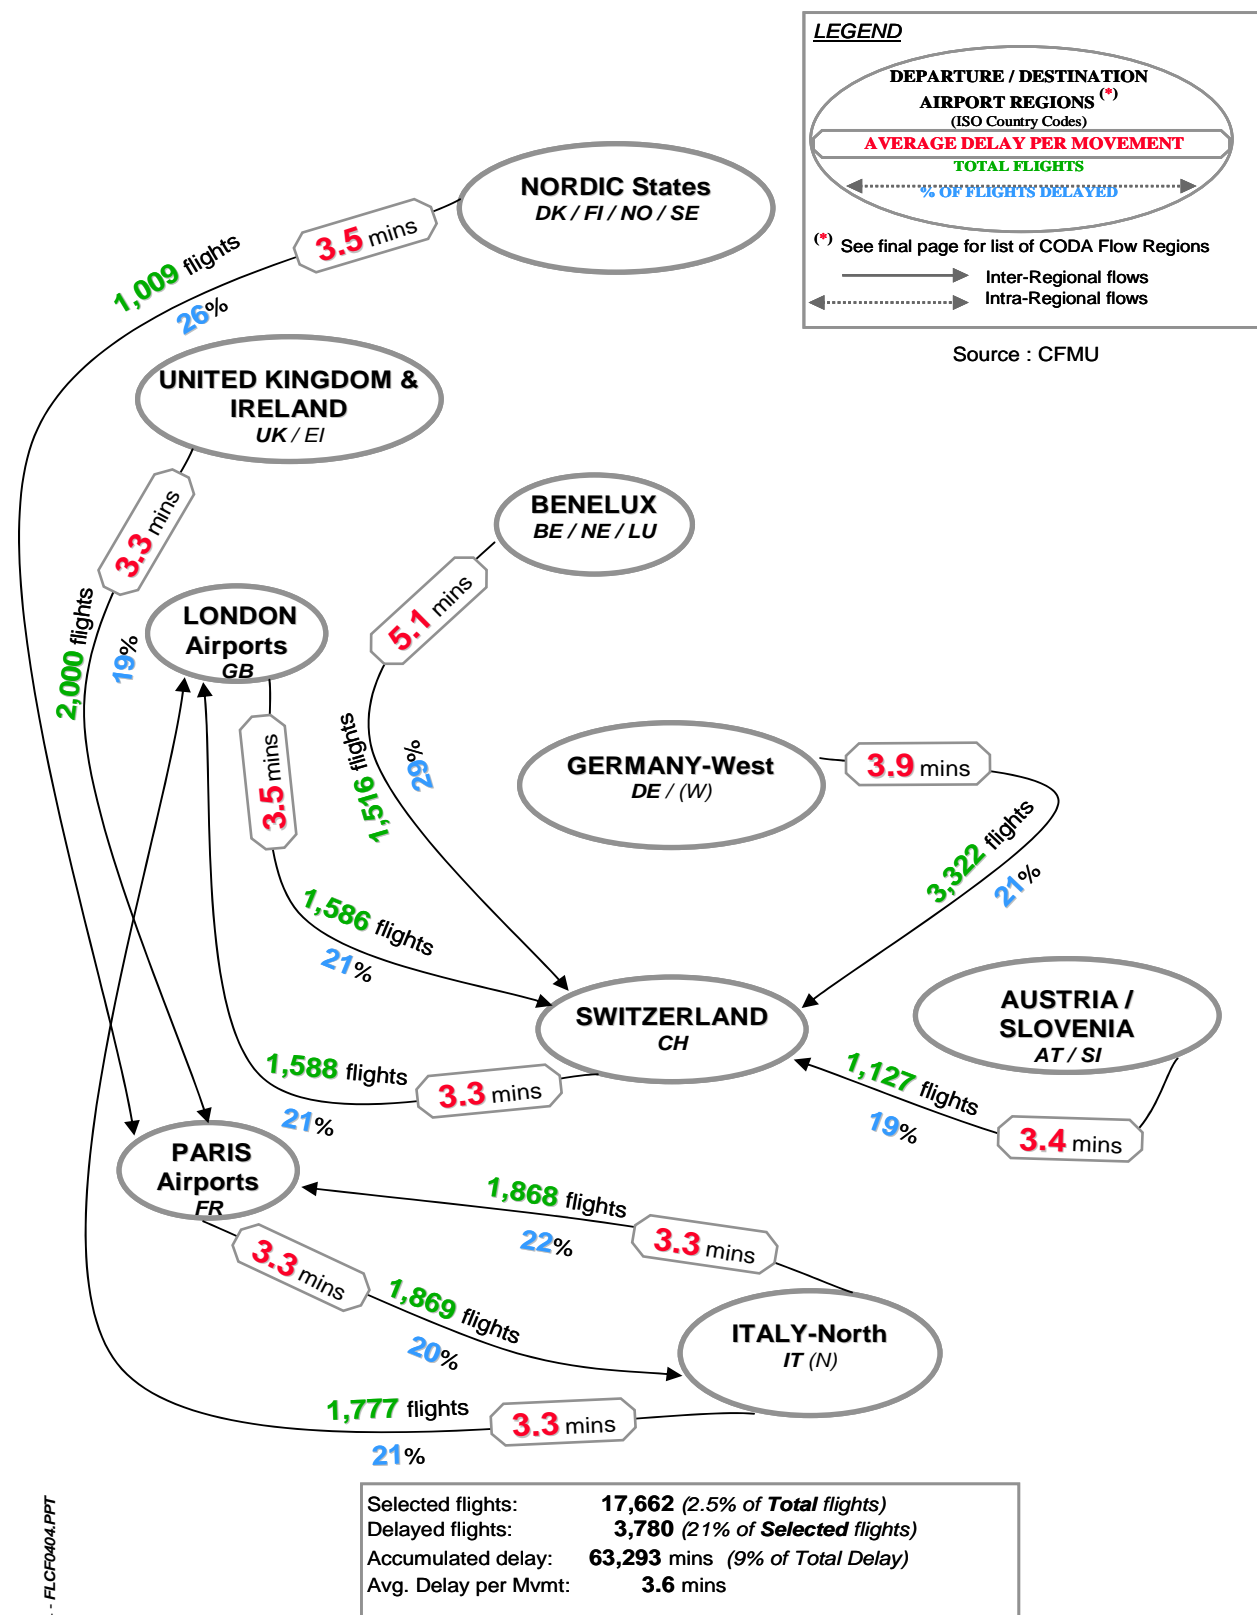 LEGEND
DEPARTURE / DESTINATION
AIRPORT REGIONS (*)
(ISO Country Codes)
AVERAGE DELAY PER MOVEMENT
TOTAL FLIGHTS
% OF FLIGHTS DELAYED
(*) See final page for list of CODA Flow Regions
Inter-Regional flows
Intra-Regional flows
Source : CFMU
NORDIC States
DK / FI / NO / SE
3.5 mins
1,009 flights
26%
UNITED KINGDOM &
IRELAND
UK / EI
3.3 mins
2,000 flights
19%
BENELUX
BE / NE / LU
5.1 mins
1,516 flights
29%
LONDON
Airports
GB
3.5 mins
1,586 flights
21%
GERMANY-West
DE / (W)
3.9 mins
3,322 flights
21%
SWITZERLAND
CH
1,588 flights
3.3 mins
21%
AUSTRIA /
SLOVENIA
AT / SI
1,127 flights
3.4 mins
19%
PARIS
Airports
FR
1,868 flights
3.3 mins
22%
3.3 mins
1,869 flights
20%
ITALY-North
IT (N)
1,777 flights
3.3 mins
21%
Selected flights: 17,662 (2.5% of Total flights)
Delayed flights: 3,780 (21% of Selected flights)
Accumulated delay: 63,293 mins (9% of Total Delay)
Avg. Delay per Mvmt: 3.6 mins
- FLCF0404.PPT